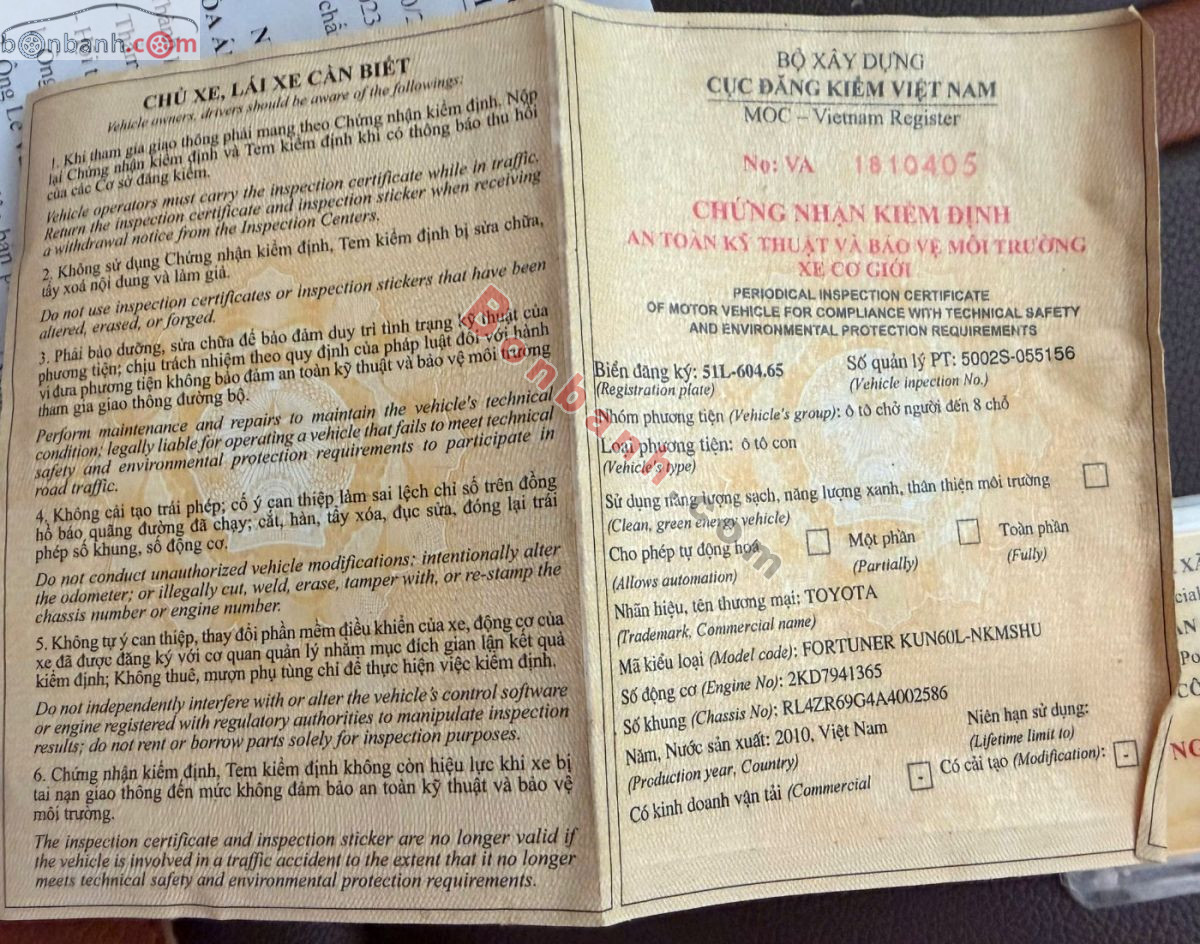 bonbanh.com
CHỦ XE, LÁI XE CẦN BIẾT
Vehicle owners, drivers should be aware of the followings:
1. Khi tham gia giao thông phải mang theo Chứng nhận kiểm định. Nộp
lại Chứng nhận kiểm định và Tem kiểm định khi có thông báo thu hồi
của các Cơ sở đăng kiểm.
Vehicle operators must carry the inspection certificate while in traffic.
Return the inspection certificate and inspection sticker when receiving
a withdrawal notice from the Inspection Centers.
2. Không sử dụng Chứng nhận kiểm định, Tem kiểm định bị sửa chữa,
tẩy xoá nội dung và làm giả.
Do not use inspection certificates or inspection stickers that have been
altered, erased, or forged.
3. Phải bảo dưỡng, sửa chữa để bảo đảm duy trì tình trạng kỹ thuật của
phương tiện; chịu trách nhiệm theo quy định của pháp luật đối với hành
vi đưa phương tiện không bảo đảm an toàn kỹ thuật và bảo vệ môi trường
tham gia giao thông đường bộ.
Perform maintenance and repairs to maintain the vehicle's technical
condition; legally liable for operating a vehicle that fails to meet technical
safety and environmental protection requirements to participate in
road traffic.
4. Không cải tạo trái phép; cố ý can thiệp làm sai lệch chỉ số trên đồng
hồ báo quãng đường đã chạy; cắt, hàn, tẩy xóa, đục sửa, đóng lại trái
phép số khung, số động cơ.
Do not conduct unauthorized vehicle modifications; intentionally alter
the odometer; or illegally cut, weld, erase, tamper with, or re-stamp the
chassis number or engine number.
5. Không tự ý can thiệp, thay đổi phần mềm điều khiển của xe, động cơ của
xe đã được đăng ký với cơ quan quản lý nhằm mục đích gian lận kết quả
kiểm định; Không thuê, mượn phụ tùng chỉ để thực hiện việc kiểm định.
Do not independently interfere with or alter the vehicle's control software
or engine registered with regulatory authorities to manipulate inspection
results; do not rent or borrow parts solely for inspection purposes.
6. Chứng nhận kiểm định, Tem kiểm định không còn hiệu lực khi xe bị
tai nạn giao thông đến mức không đảm bảo an toàn kỹ thuật và bảo vệ
môi trường.
The inspection certificate and inspection sticker are no longer valid if
the vehicle is involved in a traffic accident to the extent that it no longer
meets technical safety and environmental protection requirements.
BỘ XÂY DỰNG
CỤC ĐĂNG KIỂM VIỆT NAM
MOC – Vietnam Register
No: VA 1810405
CHỨNG NHẬN KIỂM ĐỊNH
AN TOÀN KỸ THUẬT VÀ BẢO VỆ MÔI TRƯỜNG
XE CƠ GIỚI
PERIODICAL INSPECTION CERTIFICATE
OF MOTOR VEHICLE FOR COMPLIANCE WITH TECHNICAL SAFETY
AND ENVIRONMENTAL PROTECTION REQUIREMENTS
Biển đăng ký: 51L-604.65 Số quản lý PT: 5002S-055156
(Registration plate) (Vehicle inpection No.)
Nhóm phương tiện (Vehicle's group): ô tô chở người đến 8 chỗ
Loại phương tiện: ô tô con
(Vehicle's type)
Sử dụng năng lượng sạch, năng lượng xanh, thân thiện môi trường
(Clean, green energy vehicle)
Cho phép tự động hoá Một phần Toàn phần
(Allows automation) (Partially) (Fully)
Nhãn hiệu, tên thương mại: TOYOTA
(Trademark, Commercial name)
Mã kiểu loại (Model code): FORTUNER KUN60L-NKMSHU
Số động cơ (Engine No): 2KD7941365
Số khung (Chassis No): RL4ZR69G4A4002586
Năm, Nước sản xuất: 2010, Việt Nam Niên hạn sử dụng:
(Production year, Country) (Lifetime limit to)
Có kinh doanh vận tải (Commercial - Có cải tạo (Modification): -
Bonbanh.com